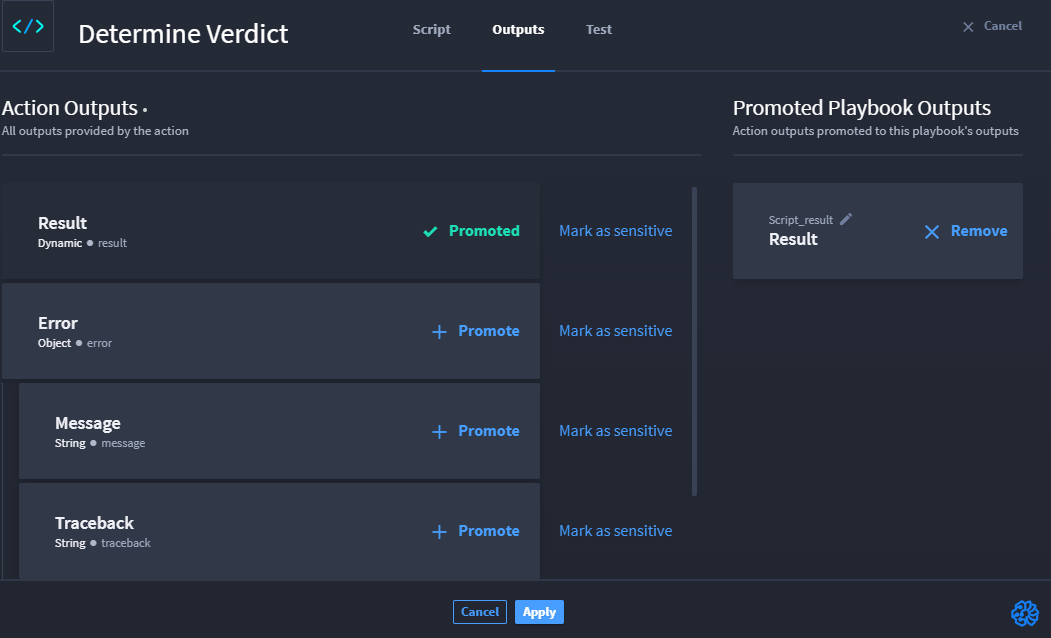 </>
Determine Verdict
Script
Outputs
Test
Cancel
Action Outputs •
All outputs provided by the action
Promoted Playbook Outputs
Action outputs promoted to this playbook's outputs
Result
Dynamic • result
Promoted
Mark as sensitive
Script_result
Result
Remove
Error
Object • error
Promote
Mark as sensitive
Message
String • message
Promote
Mark as sensitive
Traceback
String • traceback
Promote
Mark as sensitive
Cancel
Apply